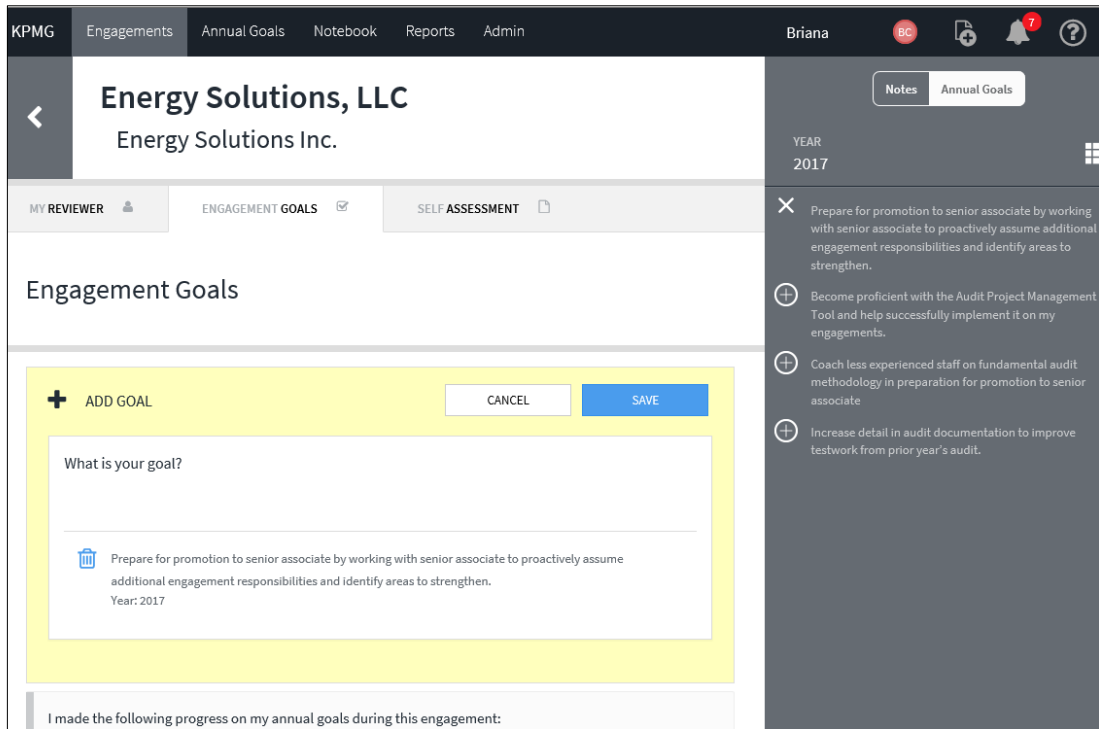 KPMG Engagements Annual Goals Notebook Reports Admin Briana BC 7 ?
Energy Solutions, LLC
Energy Solutions Inc.
MY REVIEWER ENGAGEMENT GOALS SELF ASSESSMENT
Engagement Goals
ADD GOAL CANCEL SAVE
What is your goal?
Prepare for promotion to senior associate by working with senior associate to proactively assume
additional engagement responsibilities and identify areas to strengthen.
Year: 2017
I made the following progress on my annual goals during this engagement:
Notes Annual Goals
YEAR
2017
Prepare for promotion to senior associate by working
with senior associate to proactively assume additional
engagement responsibilities and identify areas to
strengthen.
Become proficient with the Audit Project Management
Tool and help successfully implement it on my
engagements.
Coach less experienced staff on fundamental audit
methodology in preparation for promotion to senior
associate
Increase detail in audit documentation to improve
testwork from prior year's audit.